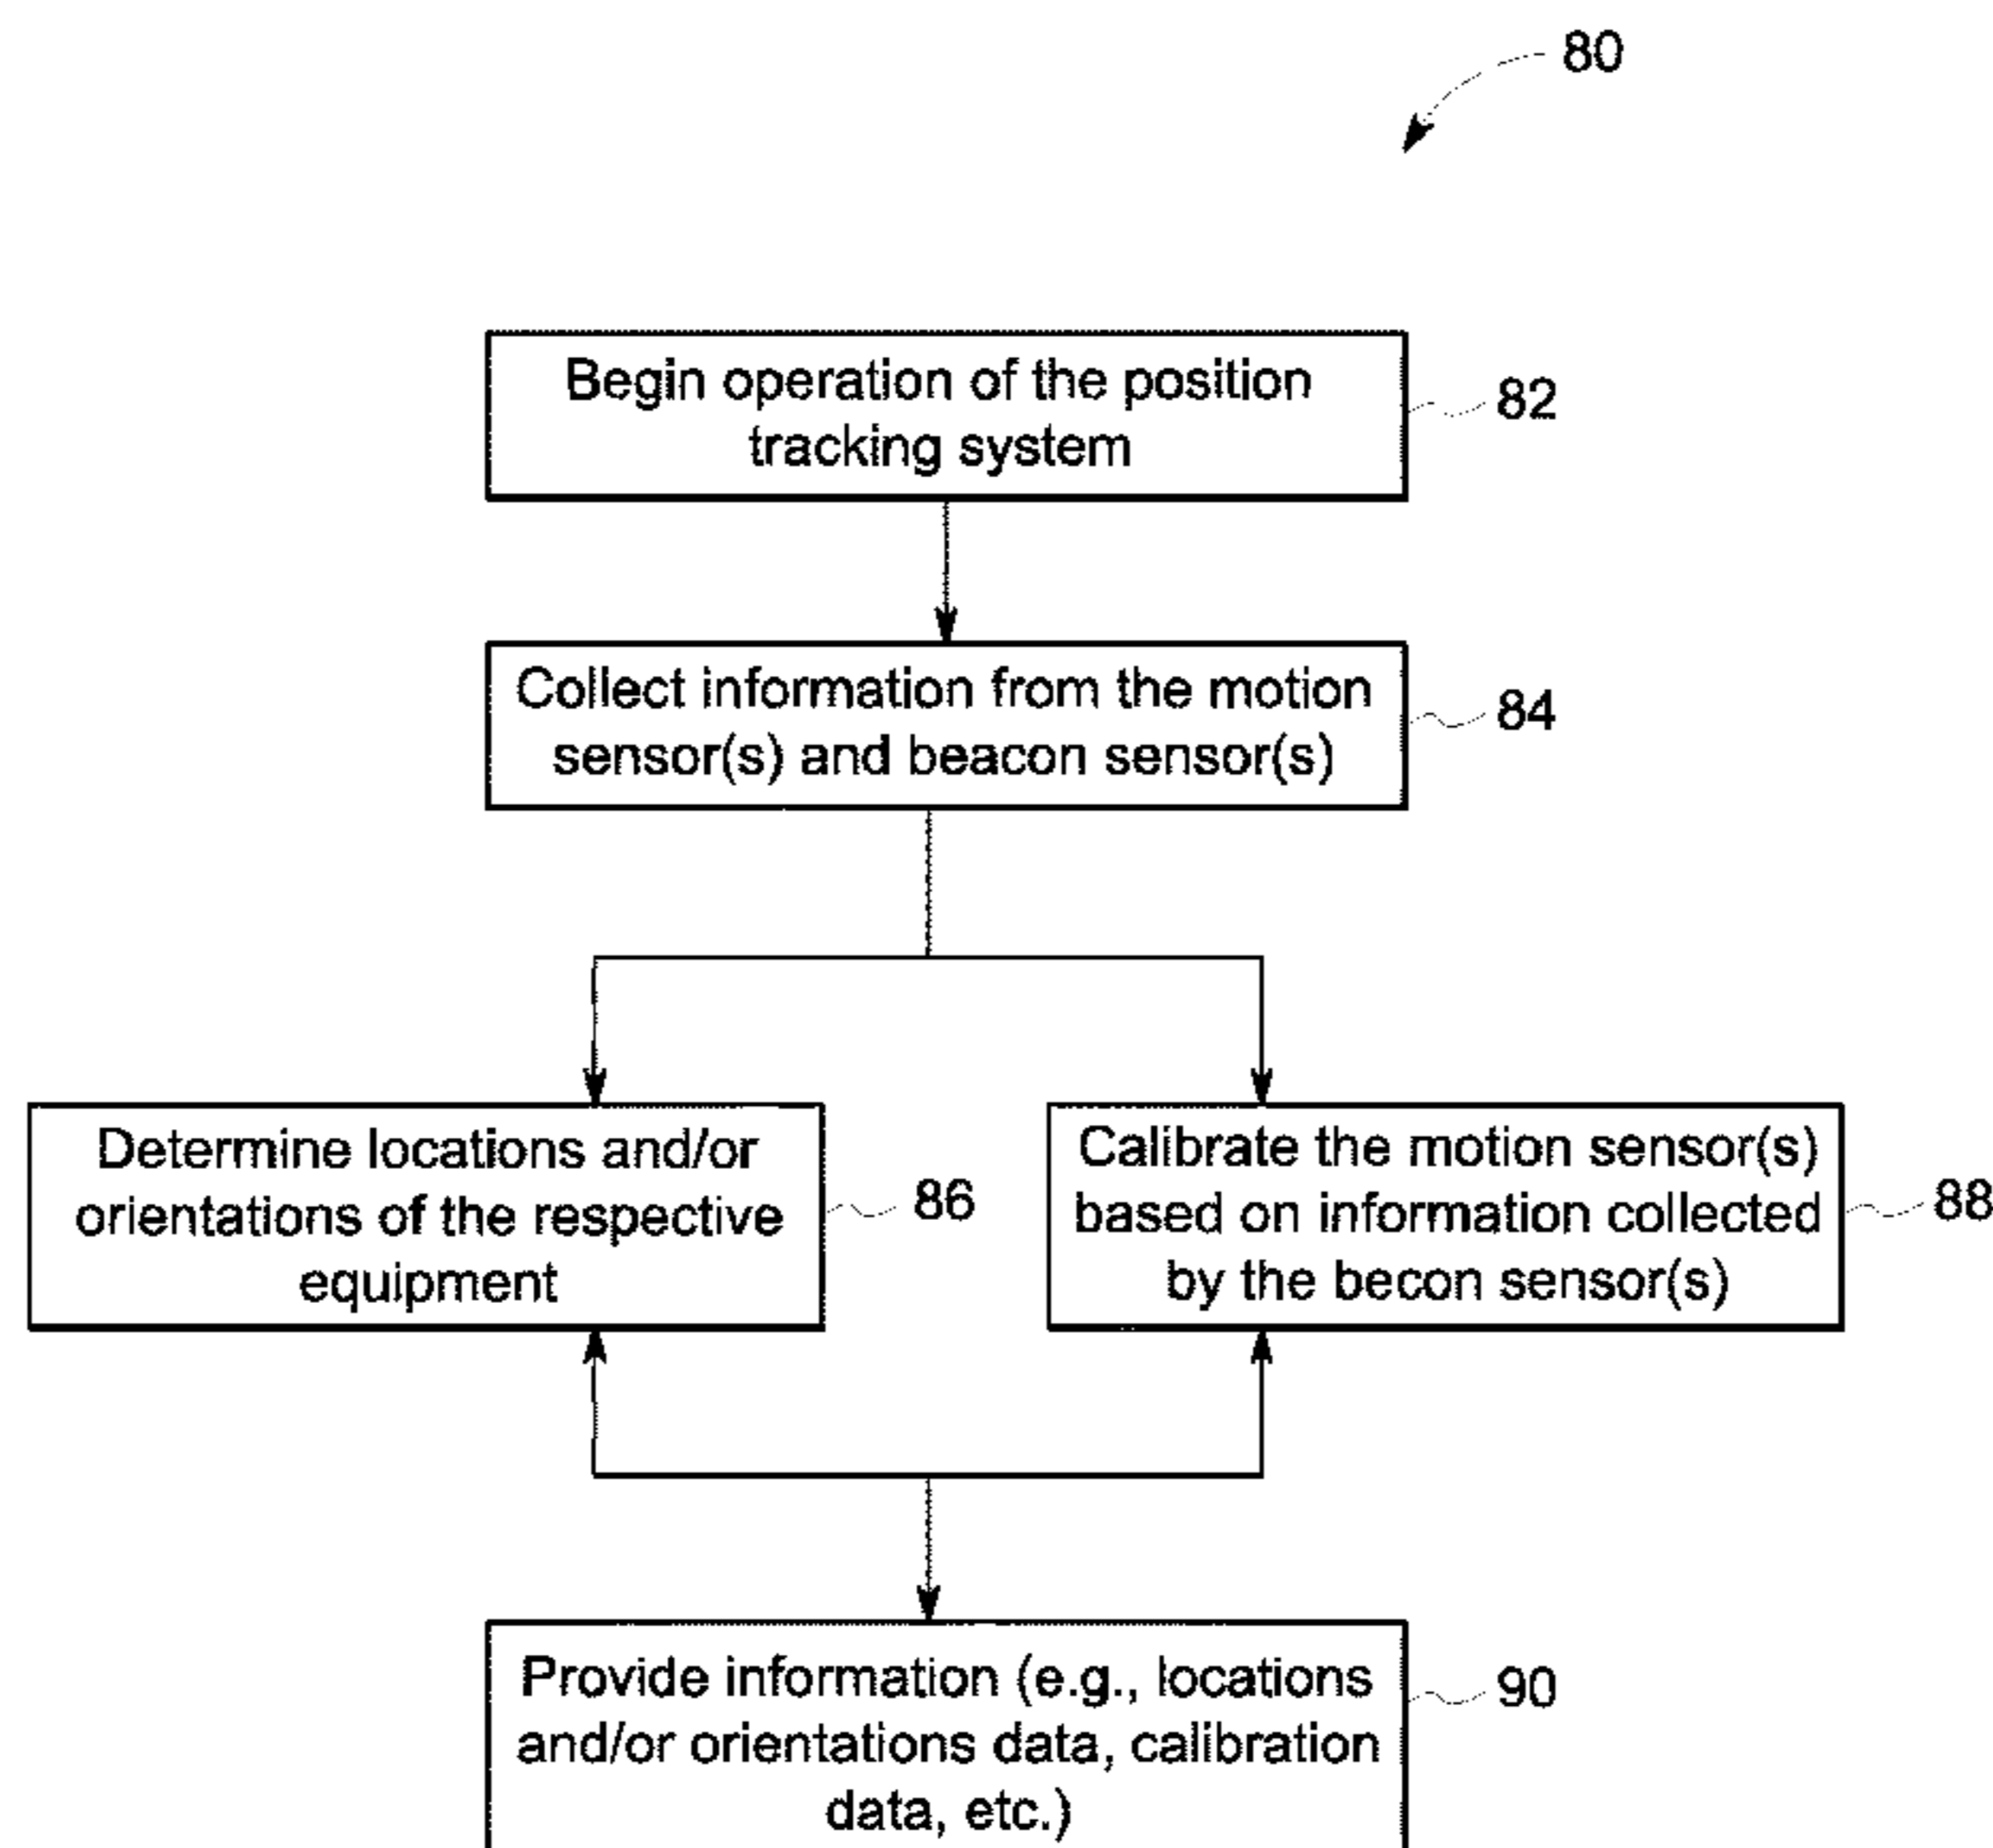 80
Begin operation of the position
tracking system
82
Collect information from the motion
sensor(s) and beacon sensor(s)
84
Determine locations and/or
orientations of the respective
equipment
86
Calibrate the motion sensor(s)
based on information collected
by the becon sensor(s)
88
Provide information (e.g., locations
and/or orientations data, calibration
data, etc.)
90